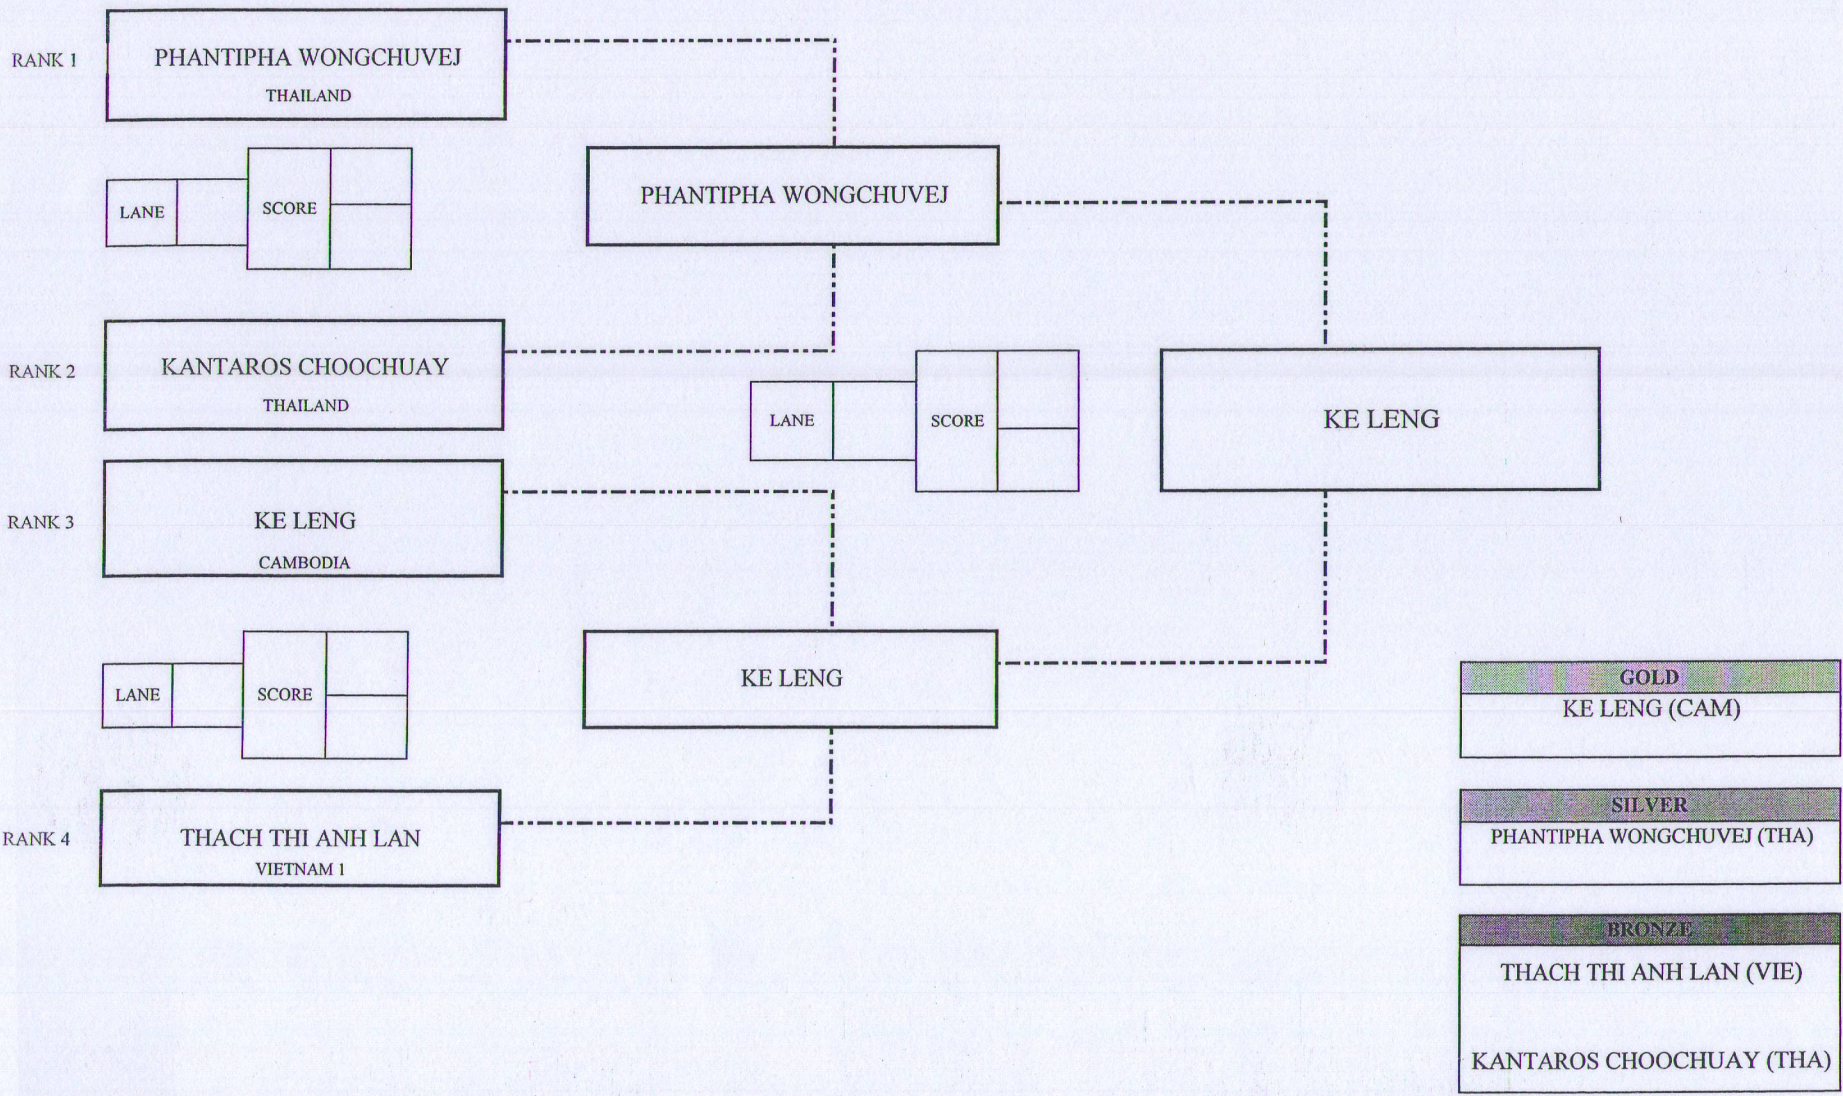 RANK 1
PHANTIPHA WONGCHUVEJ
THAILAND
LANE
SCORE
PHANTIPHA WONGCHUVEJ
RANK 2
KANTAROS CHOOCHUAY
THAILAND
LANE
SCORE
KE LENG
RANK 3
KE LENG
CAMBODIA
LANE
SCORE
KE LENG
RANK 4
THACH THI ANH LAN
VIETNAM 1
GOLD
KE LENG (CAM)
SILVER
PHANTIPHA WONGCHUVEJ (THA)
BRONZE
THACH THI ANH LAN (VIE)
KANTAROS CHOOCHUAY (THA)